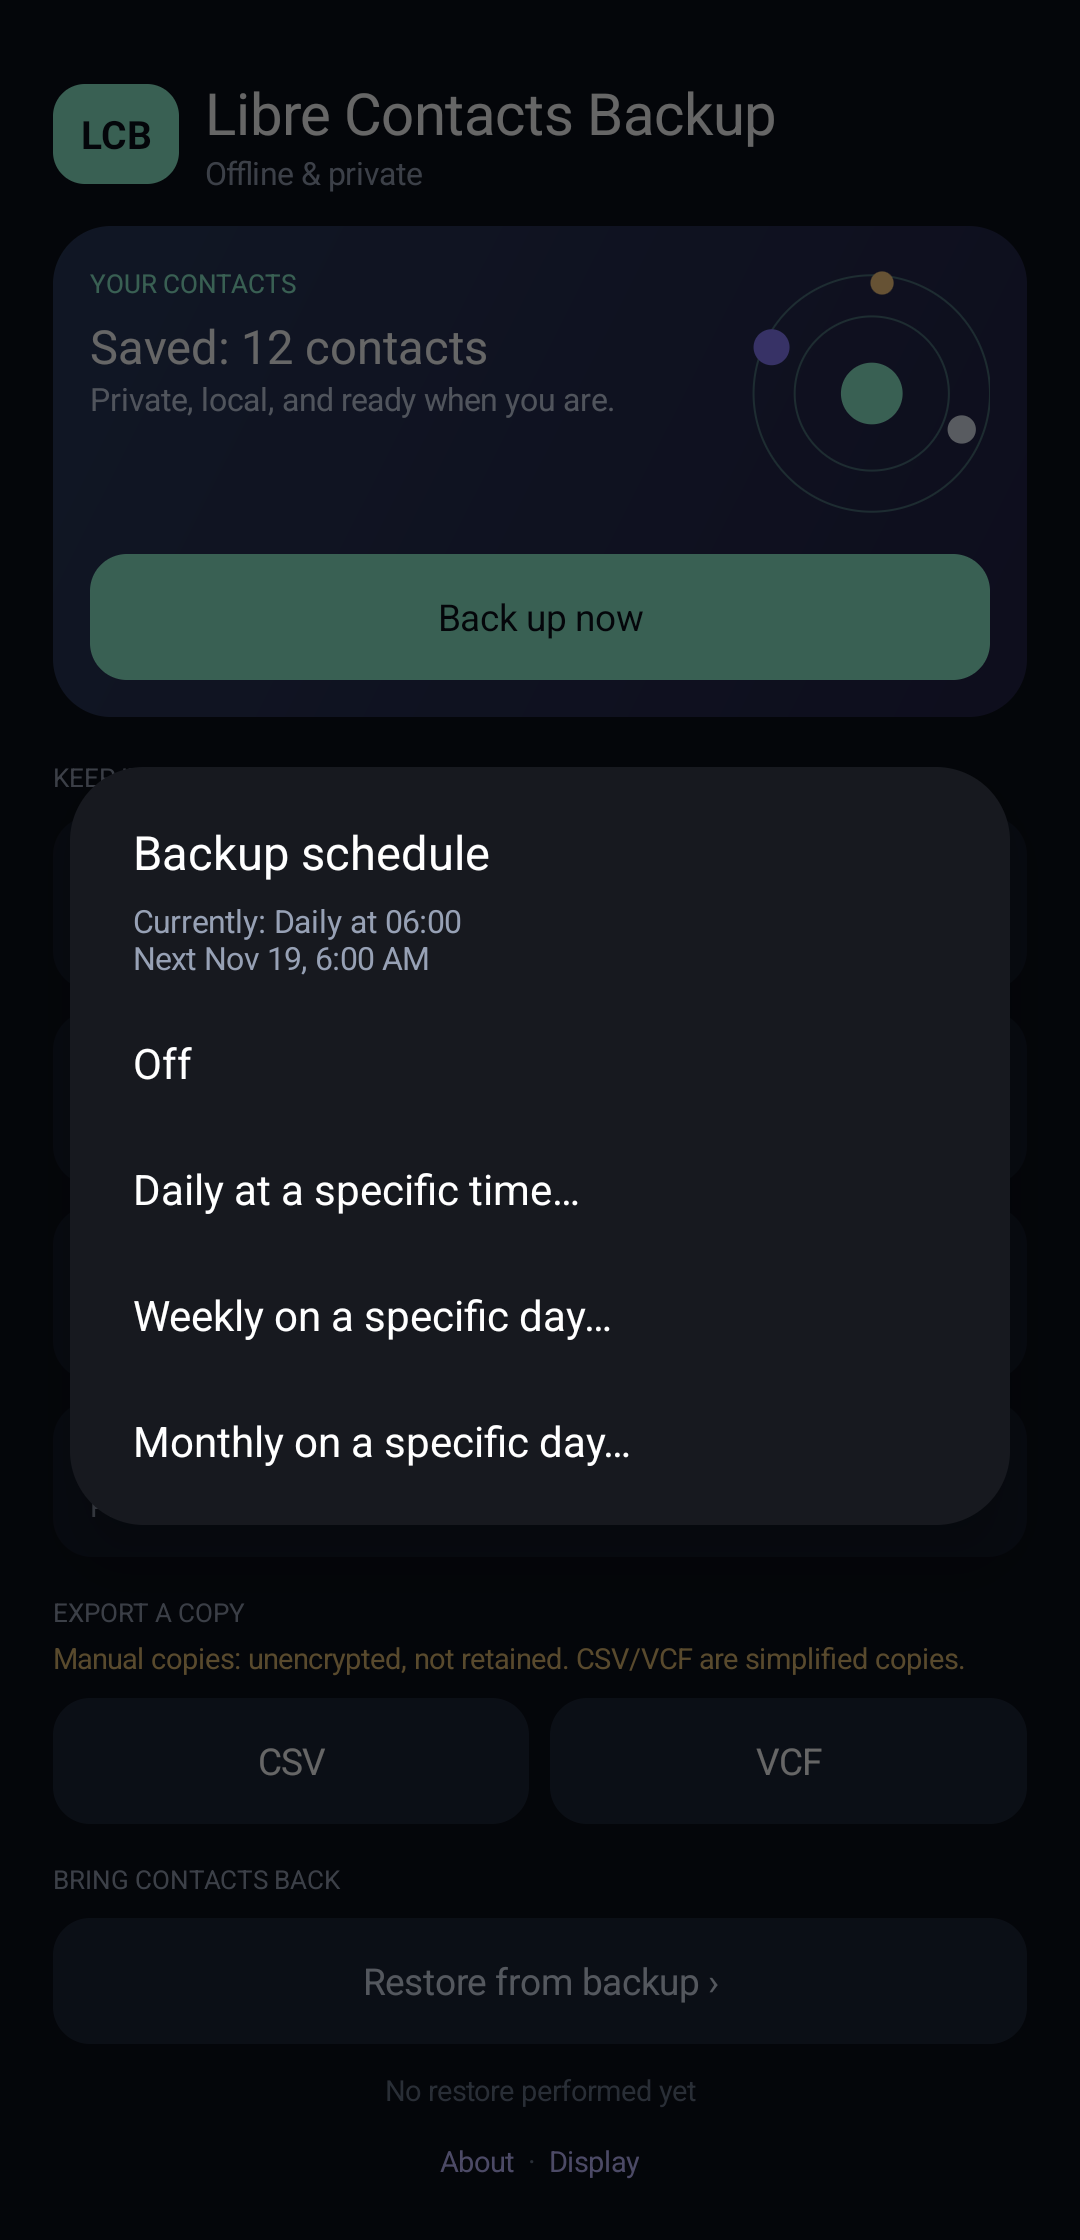 LCB
Libre Contacts Backup
Offline & private
YOUR CONTACTS
Saved: 12 contacts
Private, local, and ready when you are.
Back up now
Backup schedule
Currently: Daily at 06:00
Next Nov 19, 6:00 AM
Off
Daily at a specific time…
Weekly on a specific day…
Monthly on a specific day…
EXPORT A COPY
Manual copies: unencrypted, not retained. CSV/VCF are simplified copies.
CSV
VCF
BRING CONTACTS BACK
Restore from backup ›
No restore performed yet
About · Display